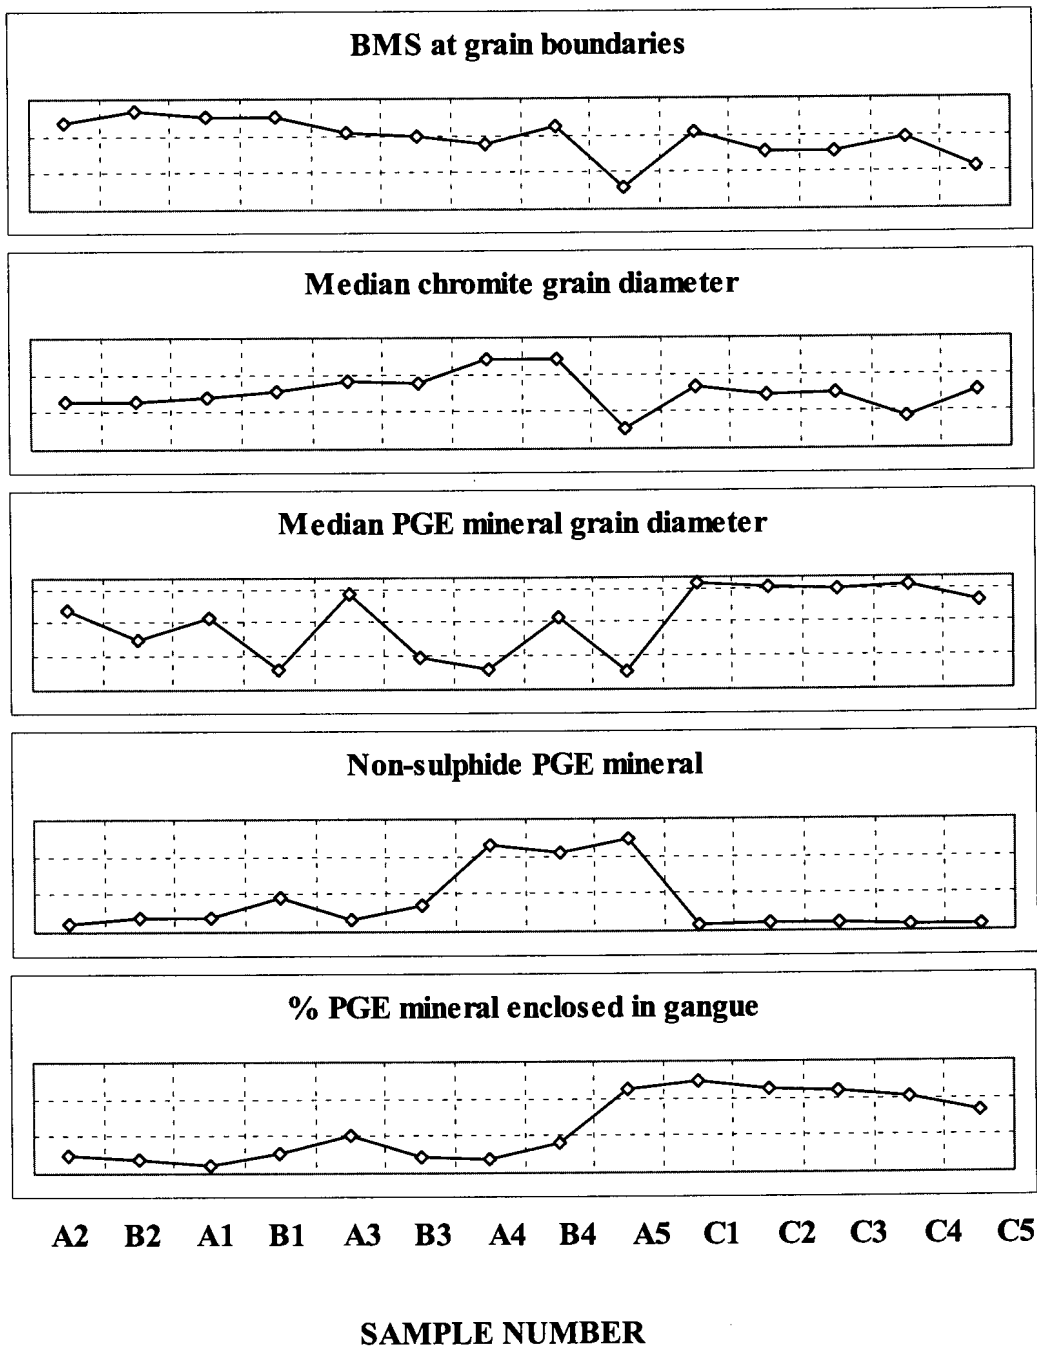 BMS at grain boundaries
Median chromite grain diameter
Median PGE mineral grain diameter
Non-sulphide PGE mineral
% PGE mineral enclosed in gangue
A2 B2 A1 B1 A3 B3 A4 B4 A5 C1 C2 C3 C4 C5
SAMPLE NUMBER